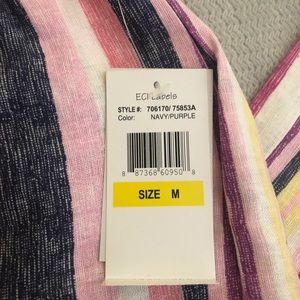 ECI Labels
STYLE #: 706170/ 75853A
Color: NAVY/PURPLE
8 87368 60950 8
SIZE M